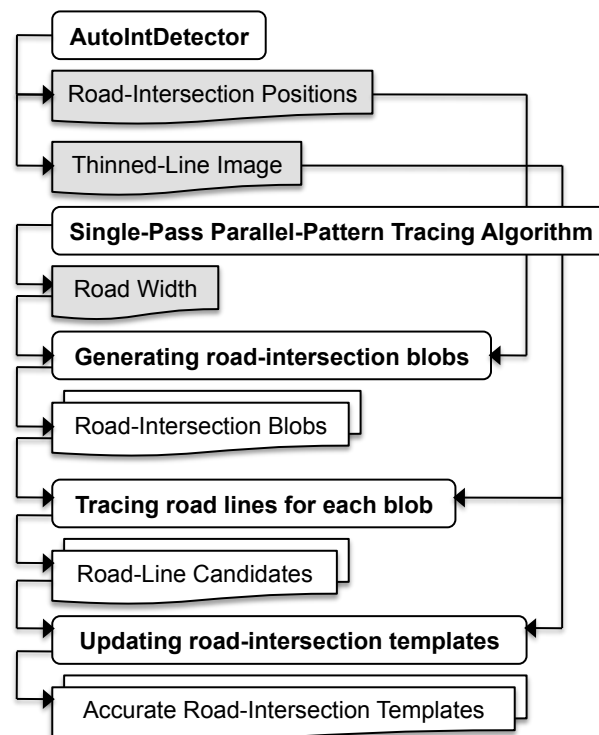 AutoIntDetector
Road-Intersection Positions
Thinned-Line Image
Single-Pass Parallel-Pattern Tracing Algorithm
Road Width
Generating road-intersection blobs
Road-Intersection Blobs
Tracing road lines for each blob
Road-Line Candidates
Updating road-intersection templates
Accurate Road-Intersection Templates